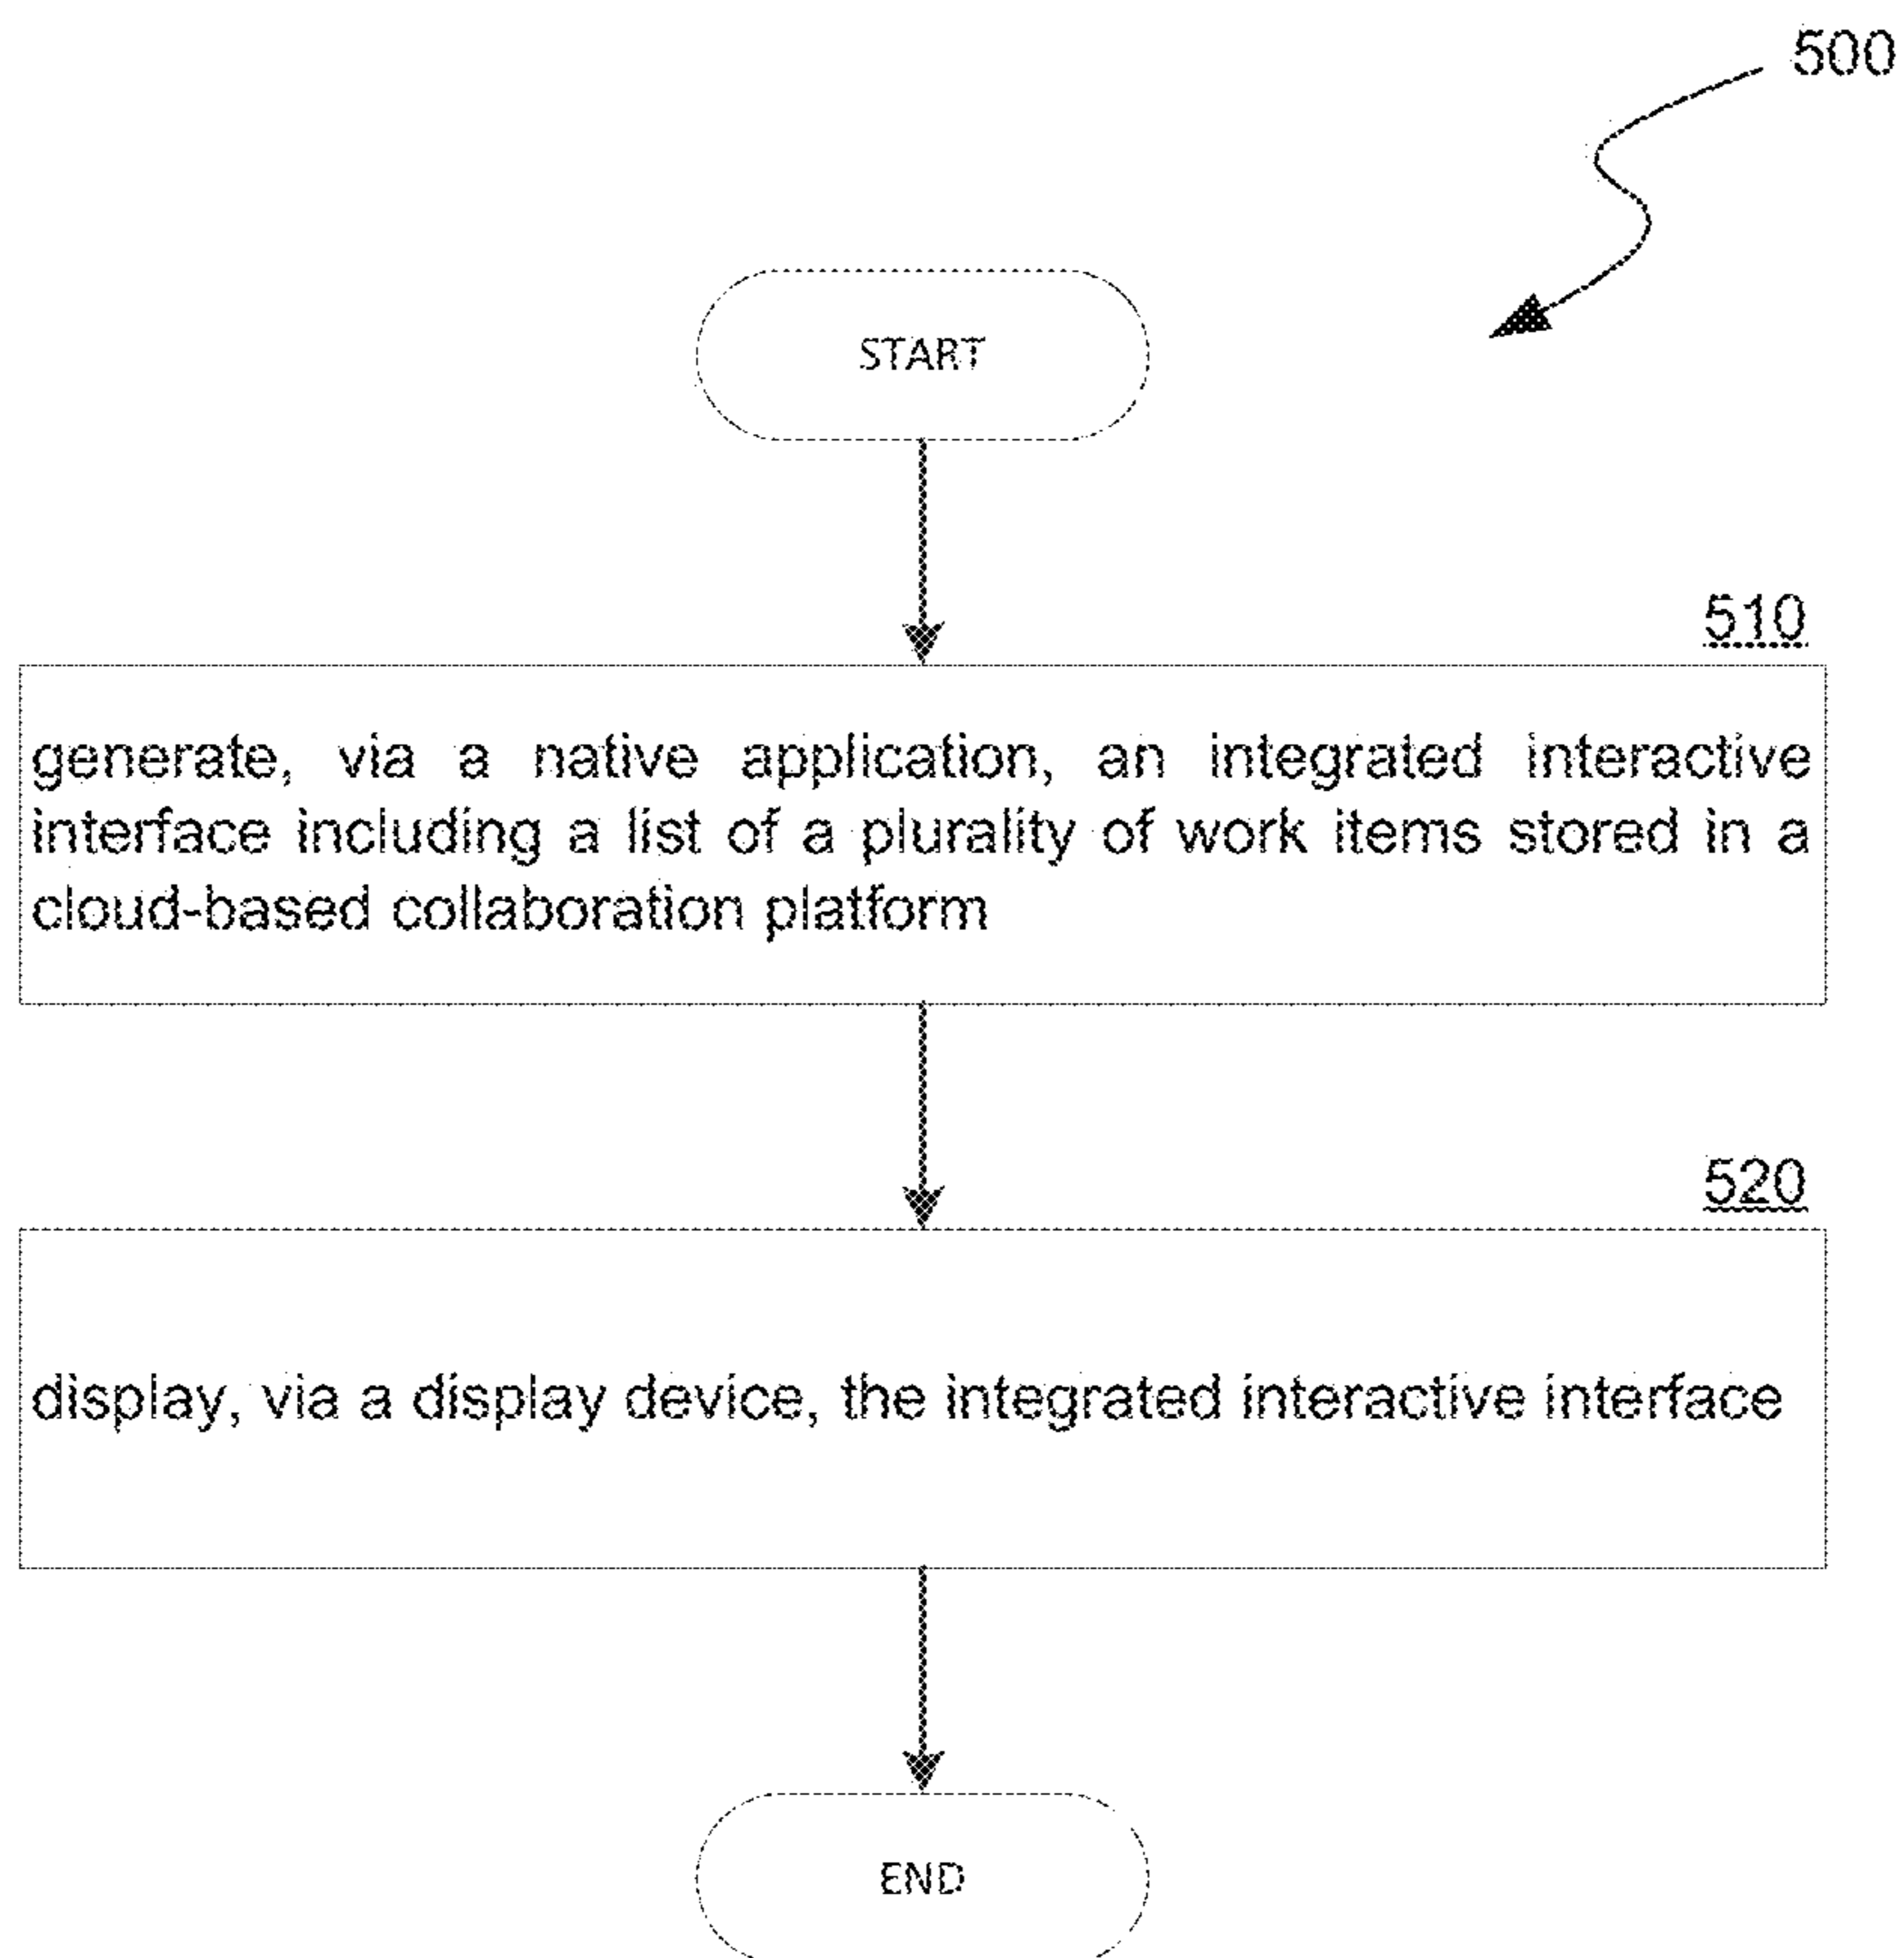 500
START
510
generate, via a native application, an integrated interactive
interface including a list of a plurality of work items stored in a
cloud-based collaboration platform
520
display, via a display device, the integrated interactive interface
END